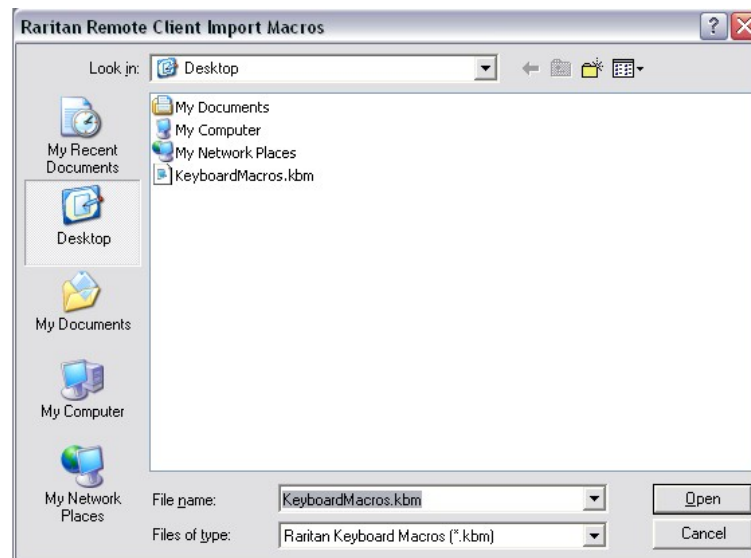 Raritan Remote Client Import Macros
Look in:
Desktop
My Recent
Documents
Desktop
My Documents
My Computer
My Network
Places
My Documents
My Computer
My Network Places
KeyboardMacros.kbm
File name:
KeyboardMacros.kbm
Open
Files of type:
Raritan Keyboard Macros (*.kbm)
Cancel